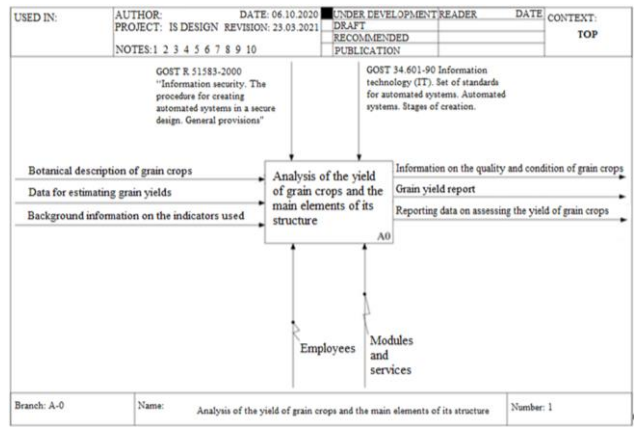 USED IN:
AUTHOR: DATE: 06.10.2020
PROJECT: IS DESIGN REVISION: 23.03.2021
NOTES:1 2 3 4 5 6 7 8 9 10
UNDER DEVELOPMENT
DRAFT
RECOMMENDED
PUBLICATION
READER DATE
CONTEXT:
TOP
GOST R 51583-2000
"Information security. The
procedure for creating
automated systems in a secure
design. General provisions"
GOST 34.601-90 Information
technology (IT). Set of standards
for automated systems. Automated
systems. Stages of creation.
Botanical description of grain crops
Data for estimating grain yields
Background information on the indicators used
Analysis of the yield
of grain crops and the
main elements of its
structure
A0
Information on the quality and condition of grain crops
Grain yield report
Reporting data on assessing the yield of grain crops
Employees
Modules
and
services
Branch: A-0
Name: Analysis of the yield of grain crops and the main elements of its structure
Number: 1